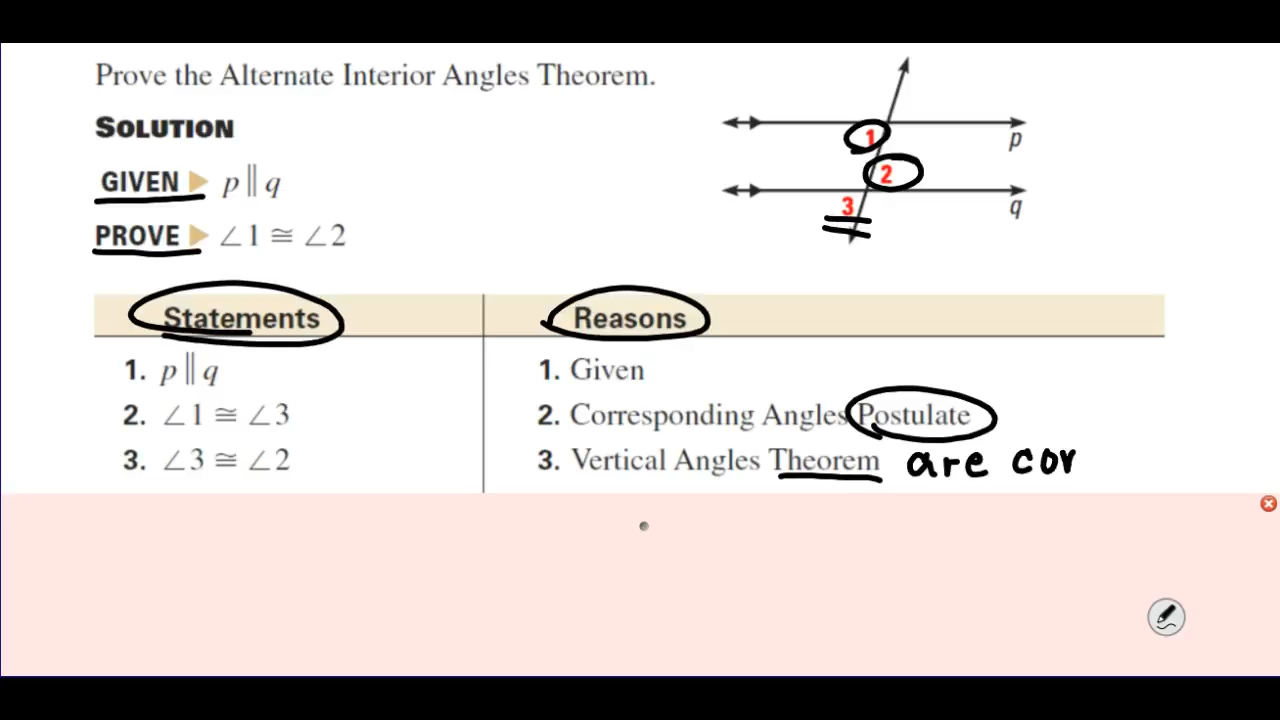 Prove the Alternate Interior Angles Theorem.
SOLUTION
GIVEN p ∥ q
PROVE ∠1 ≅ ∠2
1
p
2
3
q
Statements Reasons
1. p ∥ q 1. Given
2. ∠1 ≅ ∠3 2. Corresponding Angles Postulate
3. ∠3 ≅ ∠2 3. Vertical Angles Theorem are cor